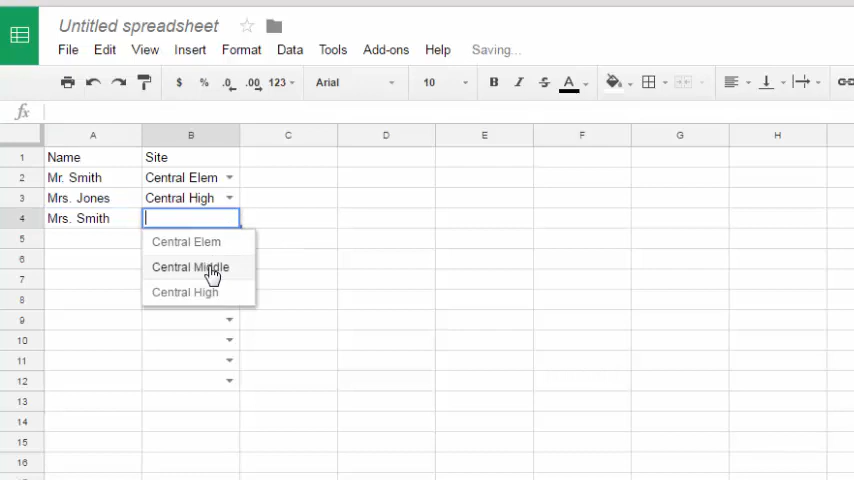 Untitled spreadsheet
File Edit View Insert Format Data Tools Add-ons Help Saving...
$ % .0 .00 123 Arial 10 B I S A
fx
A B C D E F G H
1 Name Site
2 Mr. Smith Central Elem
3 Mrs. Jones Central High
4 Mrs. Smith
5 Central Elem
6
7 Central Middle
8 Central High
9
10
11
12
13
14
15
16